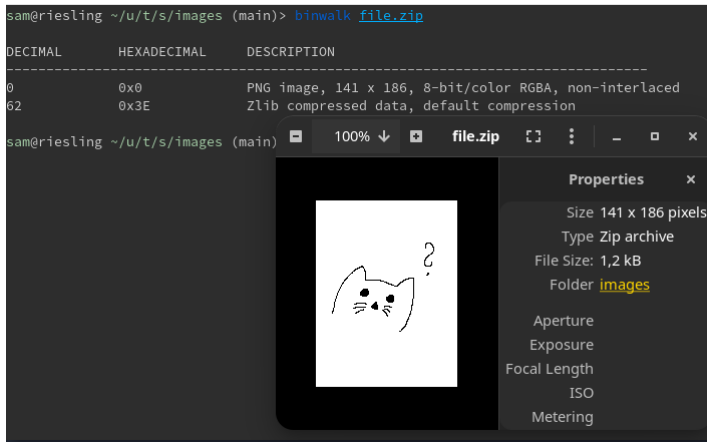 sam@riesling ~/u/t/s/images (main)> binwalk file.zip
DECIMAL HEXADECIMAL DESCRIPTION
--------------------------------------------------------------------------------
0 0x0 PNG image, 141 x 186, 8-bit/color RGBA, non-interlaced
62 0x3E Zlib compressed data, default compression
sam@riesling ~/u/t/s/images (main)
100% file.zip
Properties
Size 141 x 186 pixels
Type Zip archive
File Size: 1,2 kB
Folder images
Aperture
Exposure
Focal Length
ISO
Metering
?